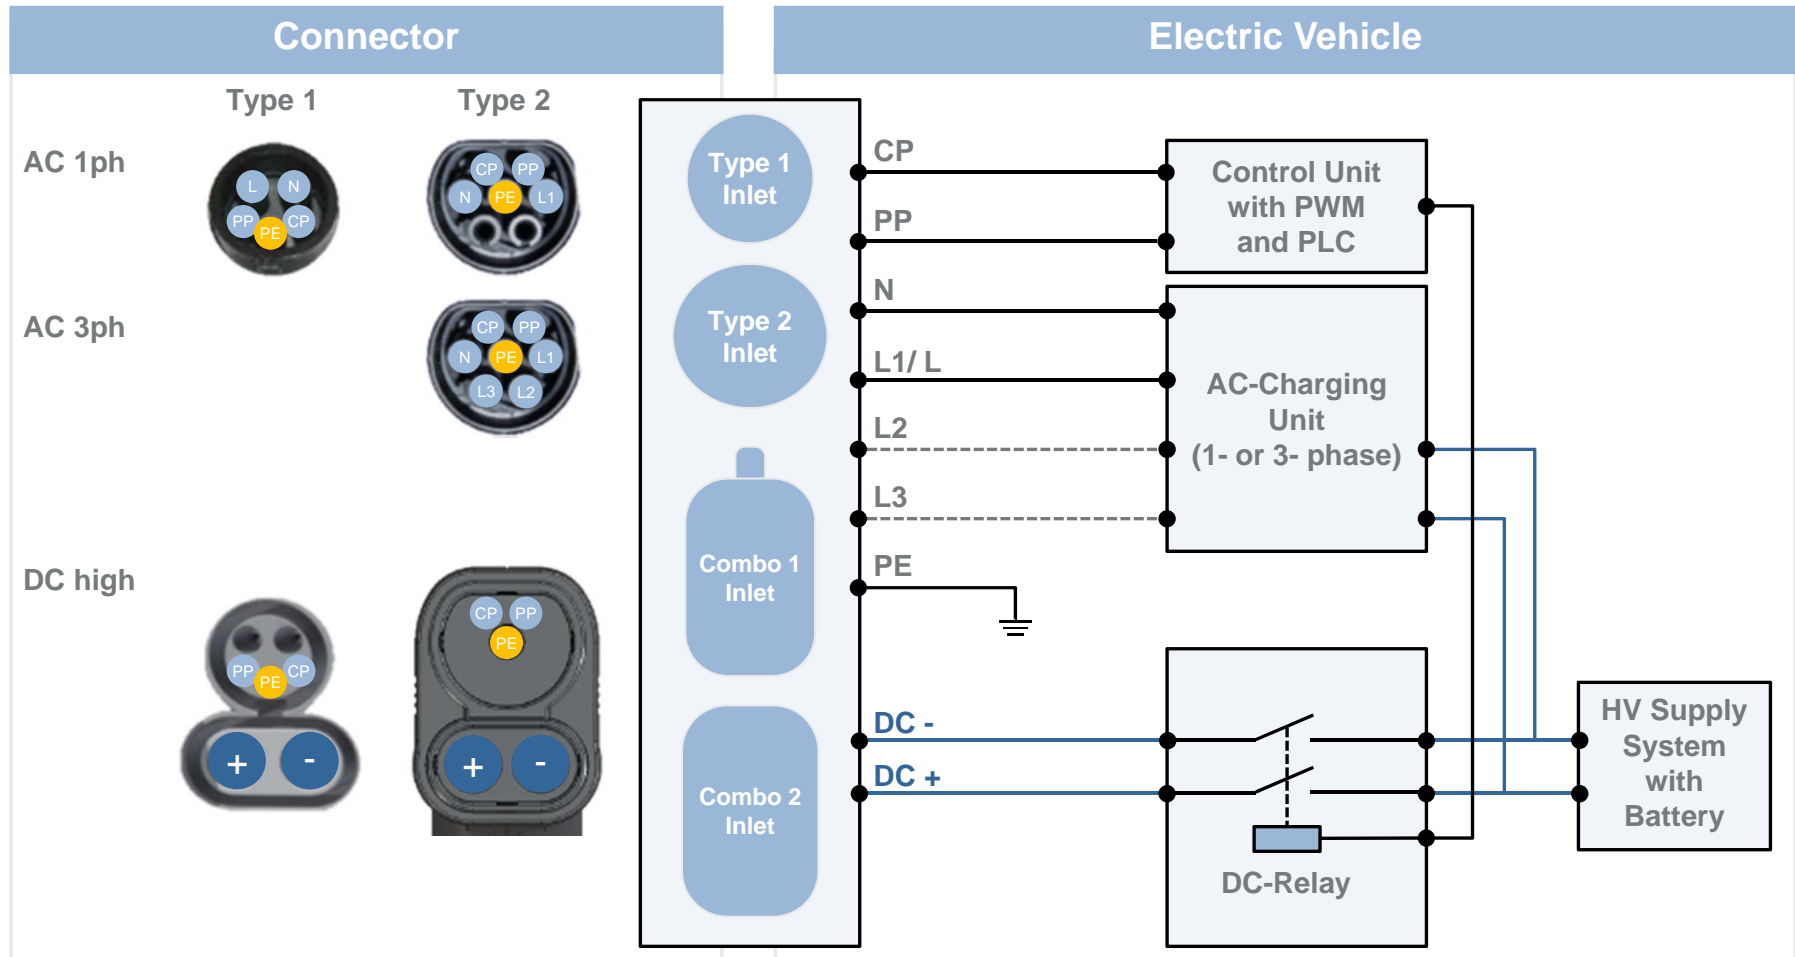 Connector
Electric Vehicle
Type 1
Type 2
AC 1ph
L N
PP PE CP
CP PP
N PE L1
AC 3ph
CP PP
N PE L1
L3 L2
DC high
PP PE CP
+ -
CP PP
PE
+ -
Type 1
Inlet
Type 2
Inlet
Combo 1
Inlet
Combo 2
Inlet
CP
PP
N
L1/ L
L2
L3
PE
DC -
DC +
Control Unit
with PWM
and PLC
AC-Charging
Unit
(1- or 3- phase)
DC-Relay
HV Supply
System
with
Battery